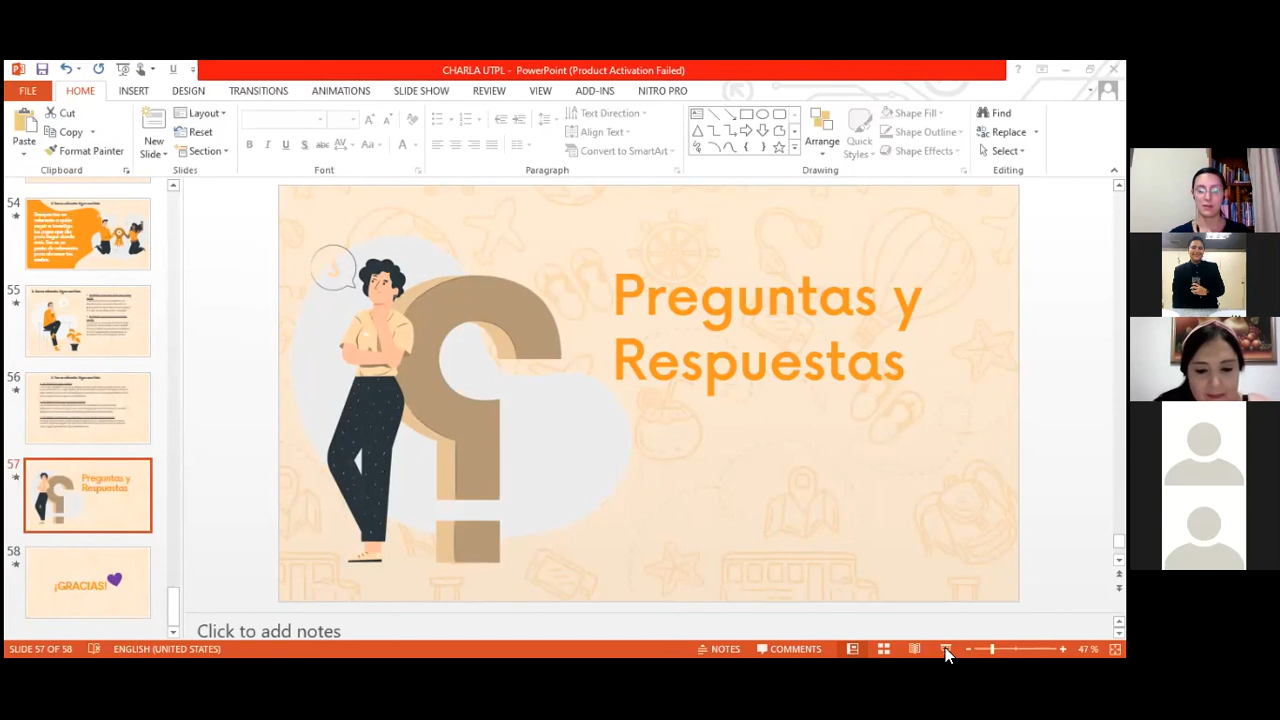 CHARLA UTPL - PowerPoint (Product Activation Failed)
FILE HOME INSERT DESIGN TRANSITIONS ANIMATIONS SLIDE SHOW REVIEW VIEW ADD-INS NITRO PRO
Paste
Cut
Copy
Format Painter
Clipboard
New
Slide
Layout
Reset
Section
Slides
Font
Text Direction
Align Text
Convert to SmartArt
Paragraph
Arrange
Quick
Styles
Shape Fill
Shape Outline
Shape Effects
Drawing
Find
Replace
Select
Editing
54
55
56
57
Preguntas y
Respuestas
58
¡GRACIAS!
Preguntas y
Respuestas
Click to add notes
SLIDE 57 OF 58 ENGLISH (UNITED STATES) NOTES COMMENTS 47 %